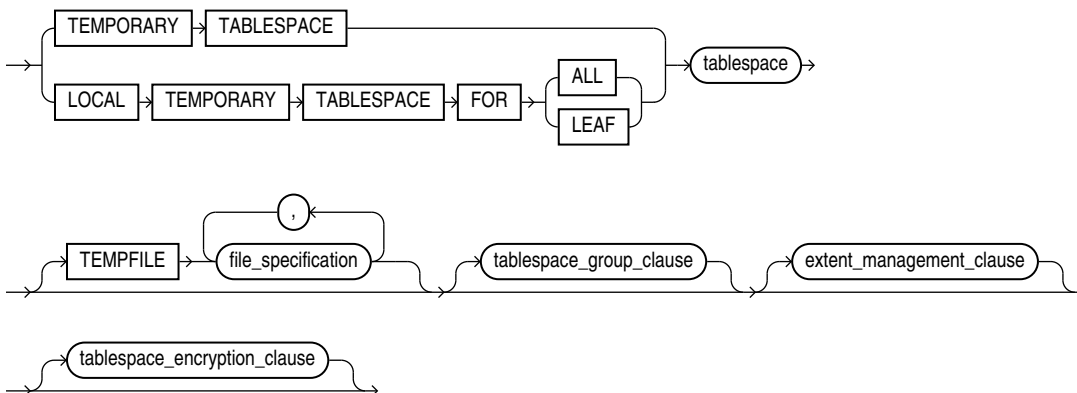 TEMPORARY TABLESPACE
LOCAL TEMPORARY TABLESPACE FOR ALL LEAF tablespace
,
TEMPFILE file_specification tablespace_group_clause extent_management_clause
tablespace_encryption_clause